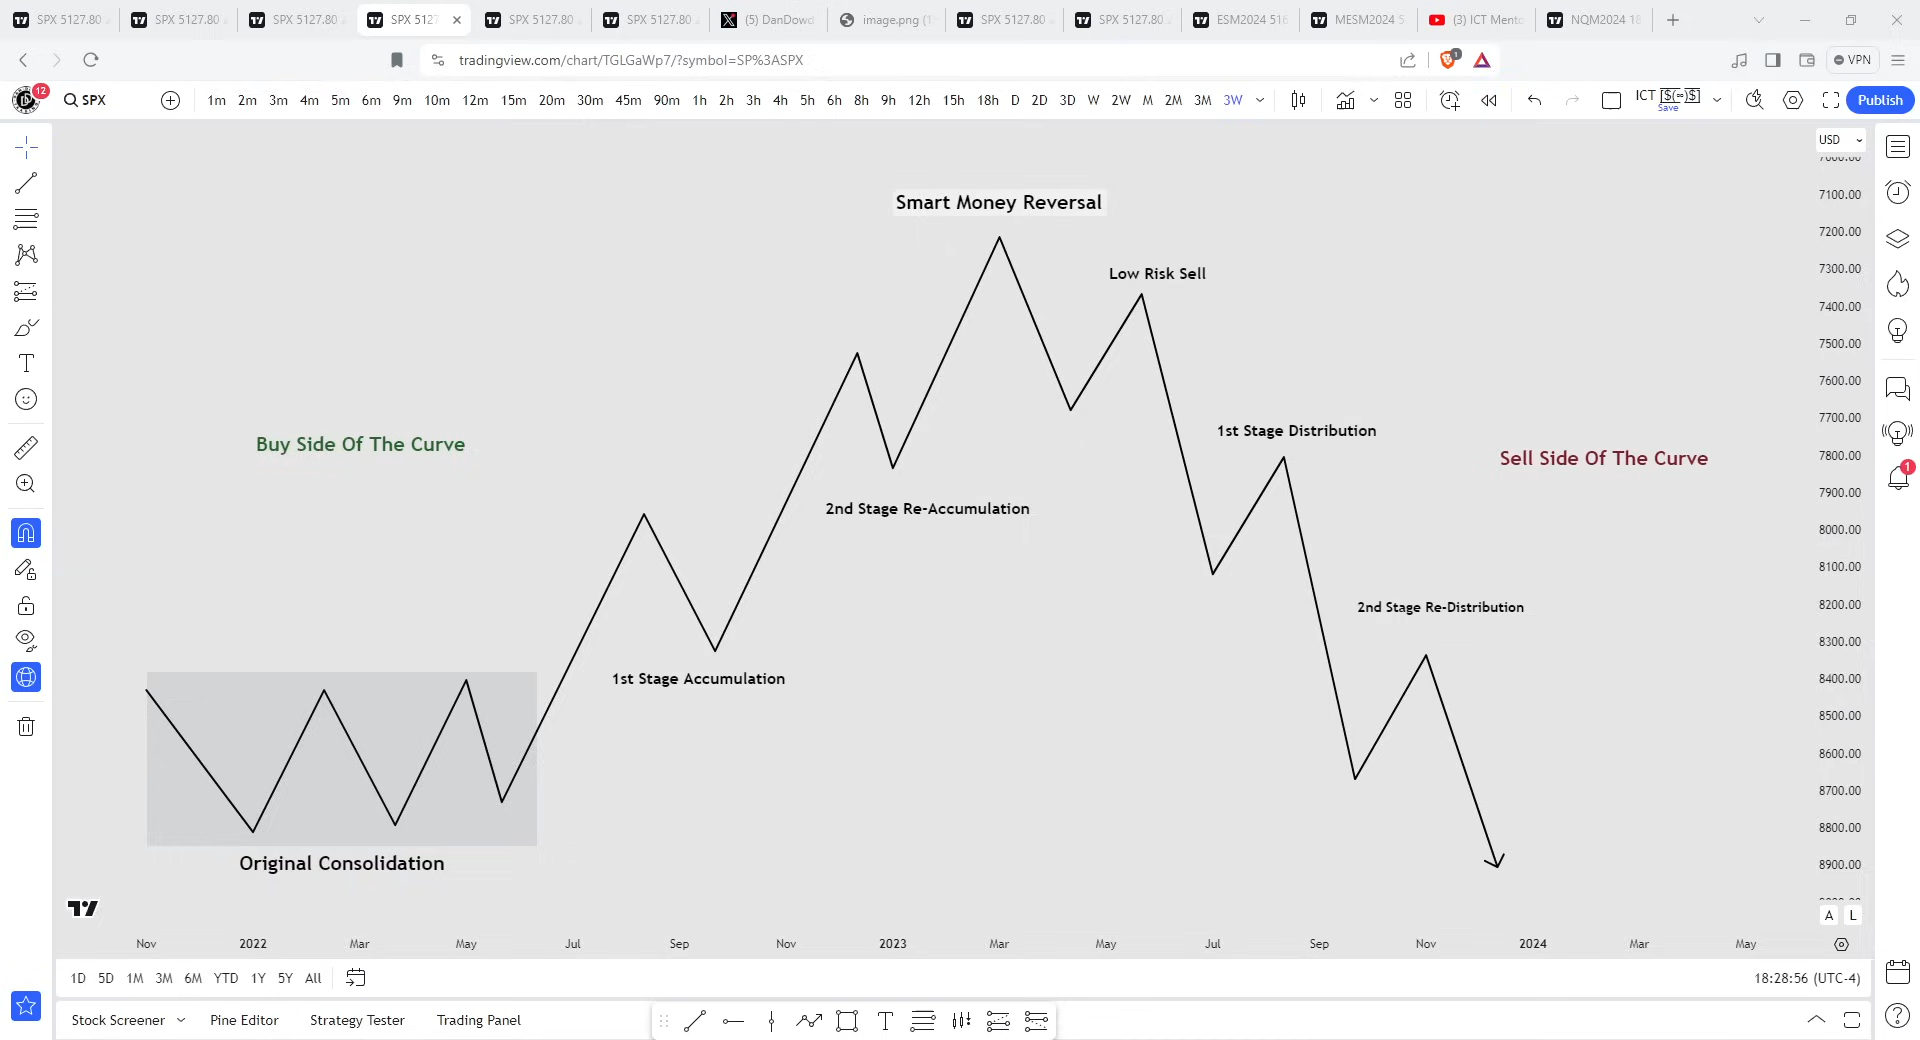 SPX 5127.80
SPX 5127.80
SPX 5127.80
SPX 5127
SPX 5127.80
SPX 5127.80
(5) DanDowd
image.png (1
SPX 5127.80
SPX 5127.80
ESM2024 516
MESM2024 5
(3) ICT Mento
NQM2024 18
tradingview.com/chart/TGLGaWp7/?symbol=SP%3ASPX
1
VPN
12
SPX
1m 2m 3m 4m 5m 6m 9m 10m 12m 15m 20m 30m 45m 90m 1h 2h 3h 4h 5h 6h 8h 9h 12h 15h 18h D 2D 3D W 2W M 2M 3M 3W
ICT [$(∞)$]
Save
Publish
USD
7100.00
7200.00
7300.00
7400.00
7500.00
7600.00
7700.00
7800.00
7900.00
8000.00
8100.00
8200.00
8300.00
8400.00
8500.00
8600.00
8700.00
8800.00
8900.00
Smart Money Reversal
Low Risk Sell
1st Stage Distribution
Buy Side Of The Curve
Sell Side Of The Curve
2nd Stage Re-Accumulation
2nd Stage Re-Distribution
1st Stage Accumulation
Original Consolidation
1
A L
Nov 2022 Mar May Jul Sep Nov 2023 Mar May Jul Sep Nov 2024 Mar May
1D 5D 1M 3M 6M YTD 1Y 5Y All
18:28:56 (UTC-4)
Stock Screener Pine Editor Strategy Tester Trading Panel